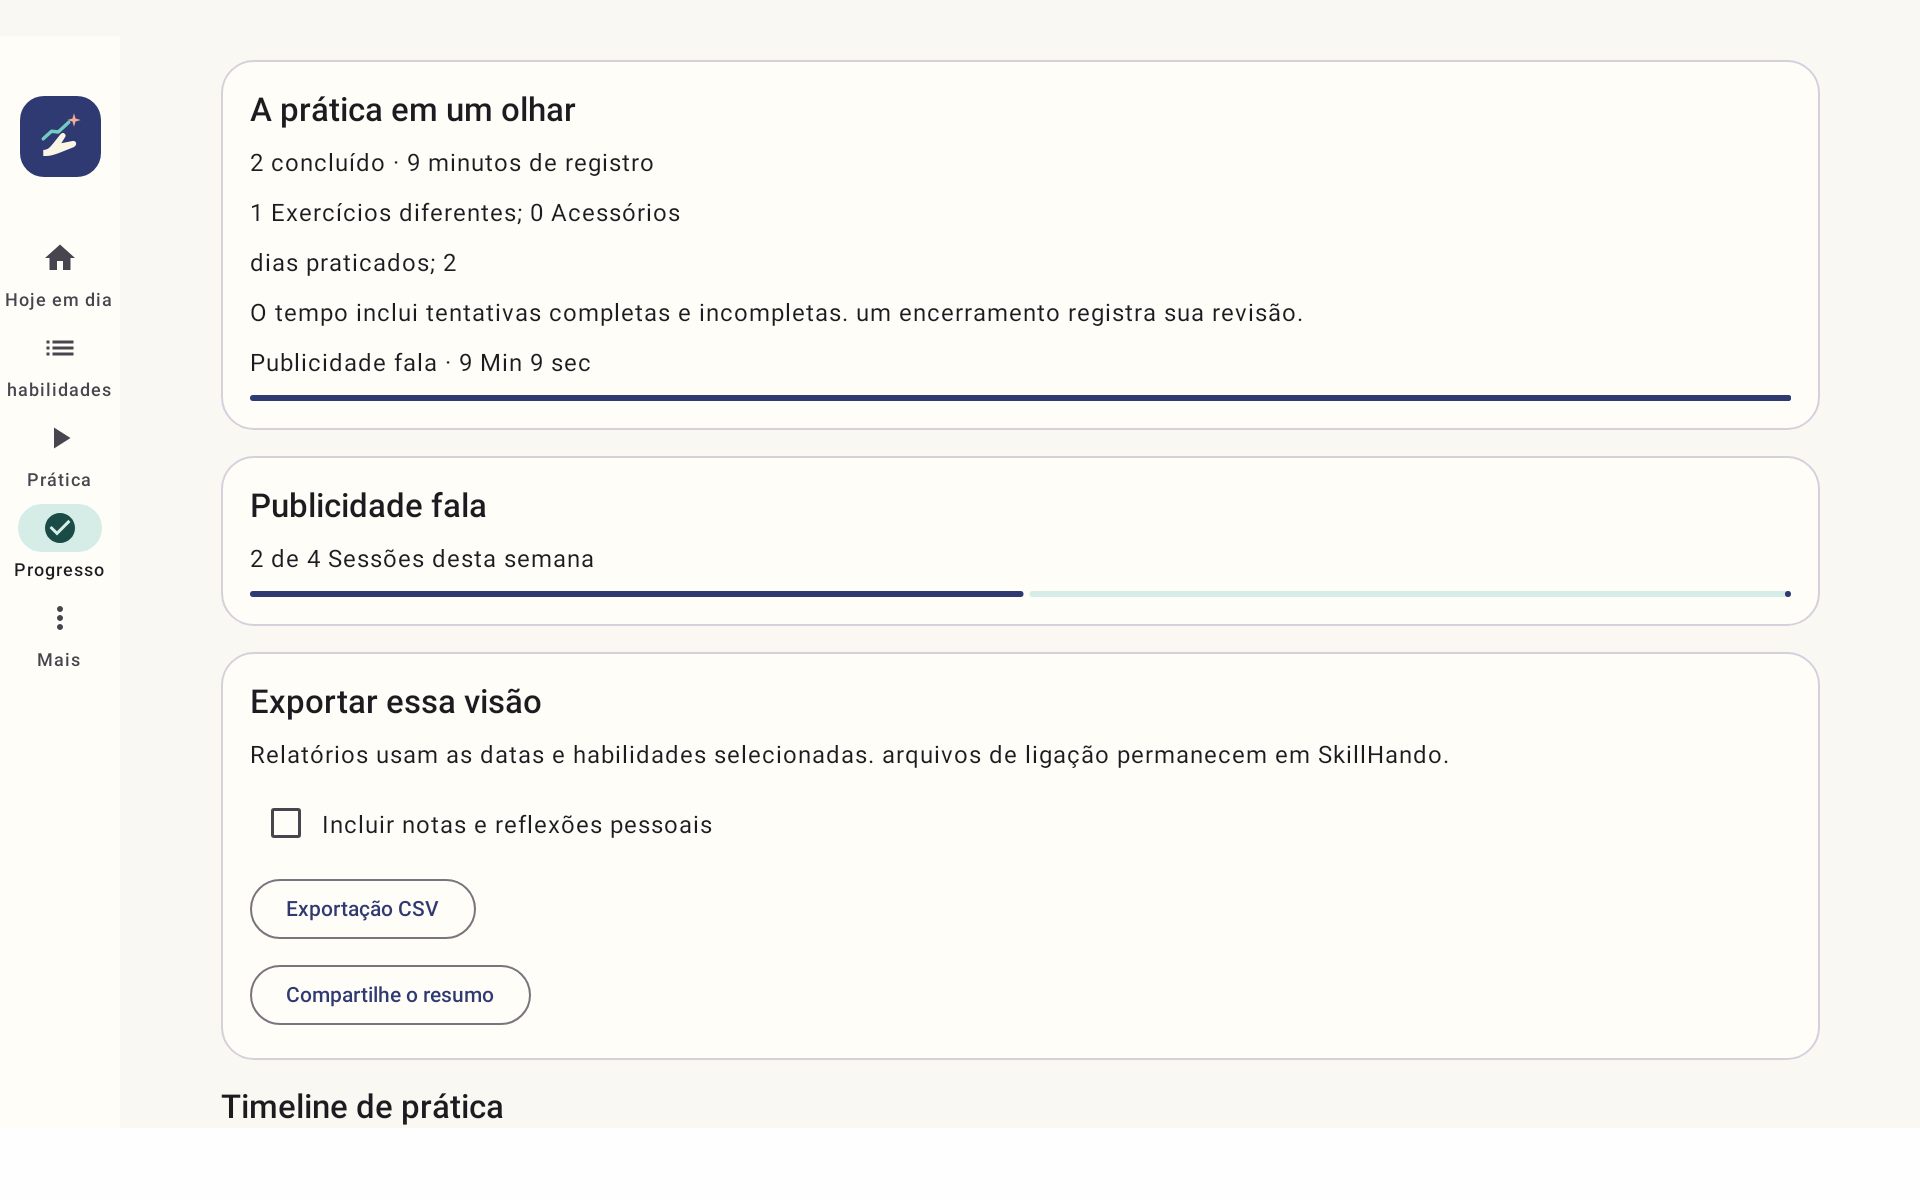 A prática em um olhar
2 concluído · 9 minutos de registro
1 Exercícios diferentes; 0 Acessórios
dias praticados; 2
O tempo inclui tentativas completas e incompletas. um encerramento registra sua revisão.
Publicidade fala · 9 Min 9 sec
Hoje em dia
habilidades
Prática
Progresso
Mais
Publicidade fala
2 de 4 Sessões desta semana
Exportar essa visão
Relatórios usam as datas e habilidades selecionadas. arquivos de ligação permanecem em SkillHando.
Incluir notas e reflexões pessoais
Exportação CSV
Compartilhe o resumo
Timeline de prática